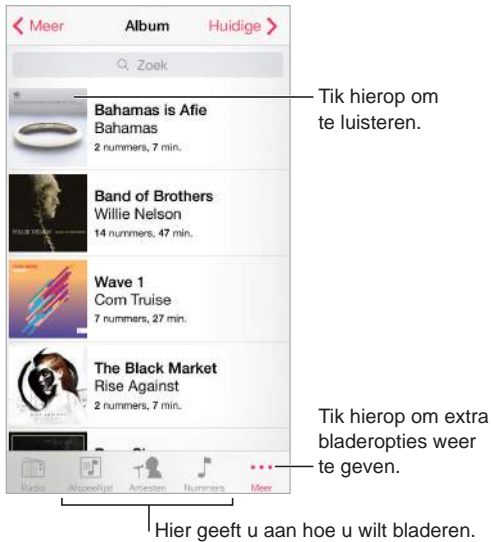 Meer
Album
Huidige
Zoek
Bahamas is Afie
Bahamas
2 nummers, 7 min.
Tik hierop om
te luisteren.
WILLIE NELSON
Band of Brothers
Willie Nelson
14 nummers, 47 min.
Wave 1
Com Truise
7 nummers, 27 min.
The Black Market
Rise Against
2 nummers, 7 min.
Tik hierop om extra
bladeropties weer
te geven.
Radio
Afspeellijst
Artiesten
Nummers
Meer
Hier geeft u aan hoe u wilt bladeren.